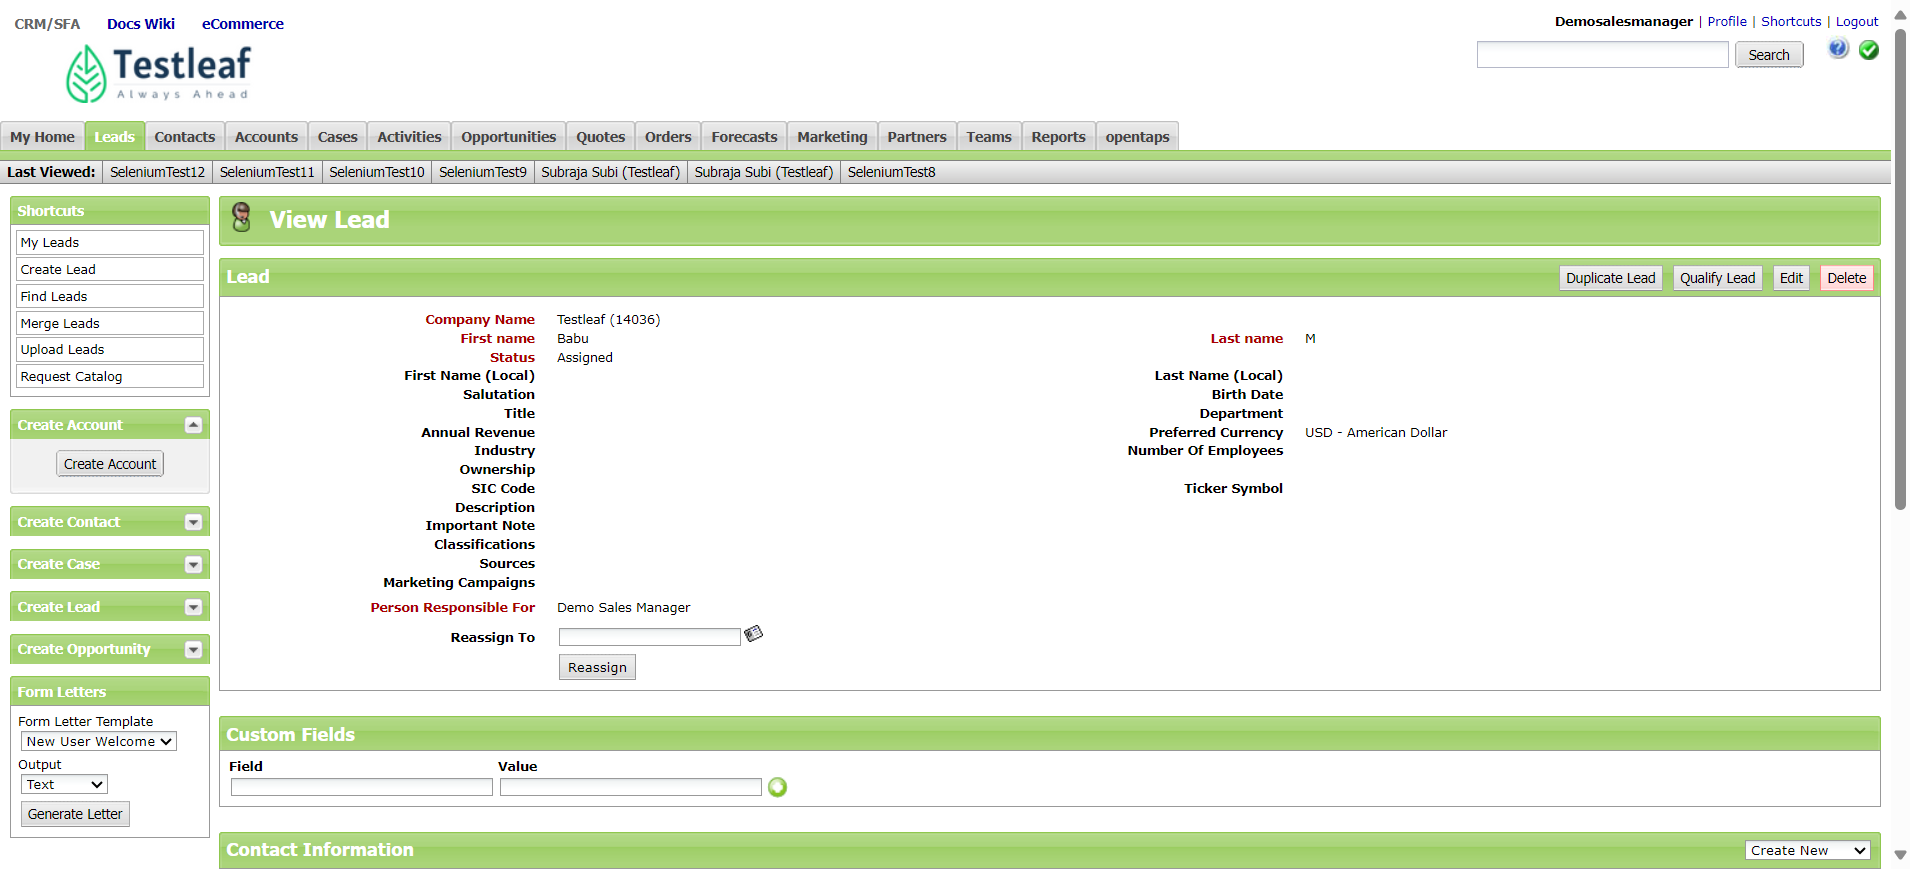 CRM/SFA Docs Wiki eCommerce
Demosalesmanager | Profile | Shortcuts | Logout
Testleaf
Always Ahead
Search
My Home Leads Contacts Accounts Cases Activities Opportunities Quotes Orders Forecasts Marketing Partners Teams Reports opentaps
Last Viewed: SeleniumTest12 SeleniumTest11 SeleniumTest10 SeleniumTest9 Subraja Subi (Testleaf) Subraja Subi (Testleaf) SeleniumTest8
Shortcuts
My Leads
Create Lead
Find Leads
Merge Leads
Upload Leads
Request Catalog
Create Account
Create Account
Create Contact
Create Case
Create Lead
Create Opportunity
Form Letters
Form Letter Template
New User Welcome
Output
Text
Generate Letter
View Lead
Lead Duplicate Lead Qualify Lead Edit Delete
Company Name Testleaf (14036)
First name Babu Last name M
Status Assigned
First Name (Local) Last Name (Local)
Salutation Birth Date
Title Department
Annual Revenue Preferred Currency USD - American Dollar
Industry Number Of Employees
Ownership
SIC Code Ticker Symbol
Description
Important Note
Classifications
Sources
Marketing Campaigns
Person Responsible For Demo Sales Manager
Reassign To
Reassign
Custom Fields
Field Value
Contact Information Create New